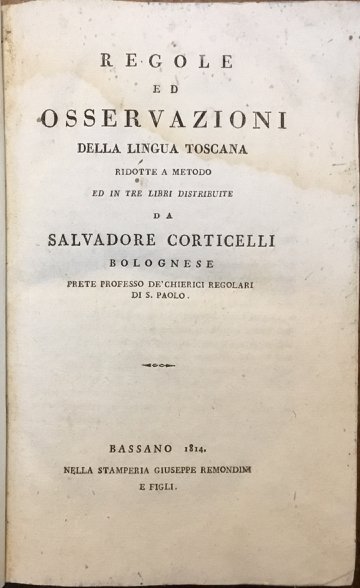 REGOLE
ED
OSSERVAZIONI
DELLA LINGUA TOSCANA
RIDOTTE A METODO
ED IN TRE LIBRI DISTRIBUITE
DA
SALVADORE CORTICELLI
BOLOGNESE
PRETE PROFESSO DE' CHIERICI REGOLARI
DI S. PAOLO.
BASSANO 1814.
NELLA STAMPERIA GIUSEPPE REMONDINI
E FIGLI.